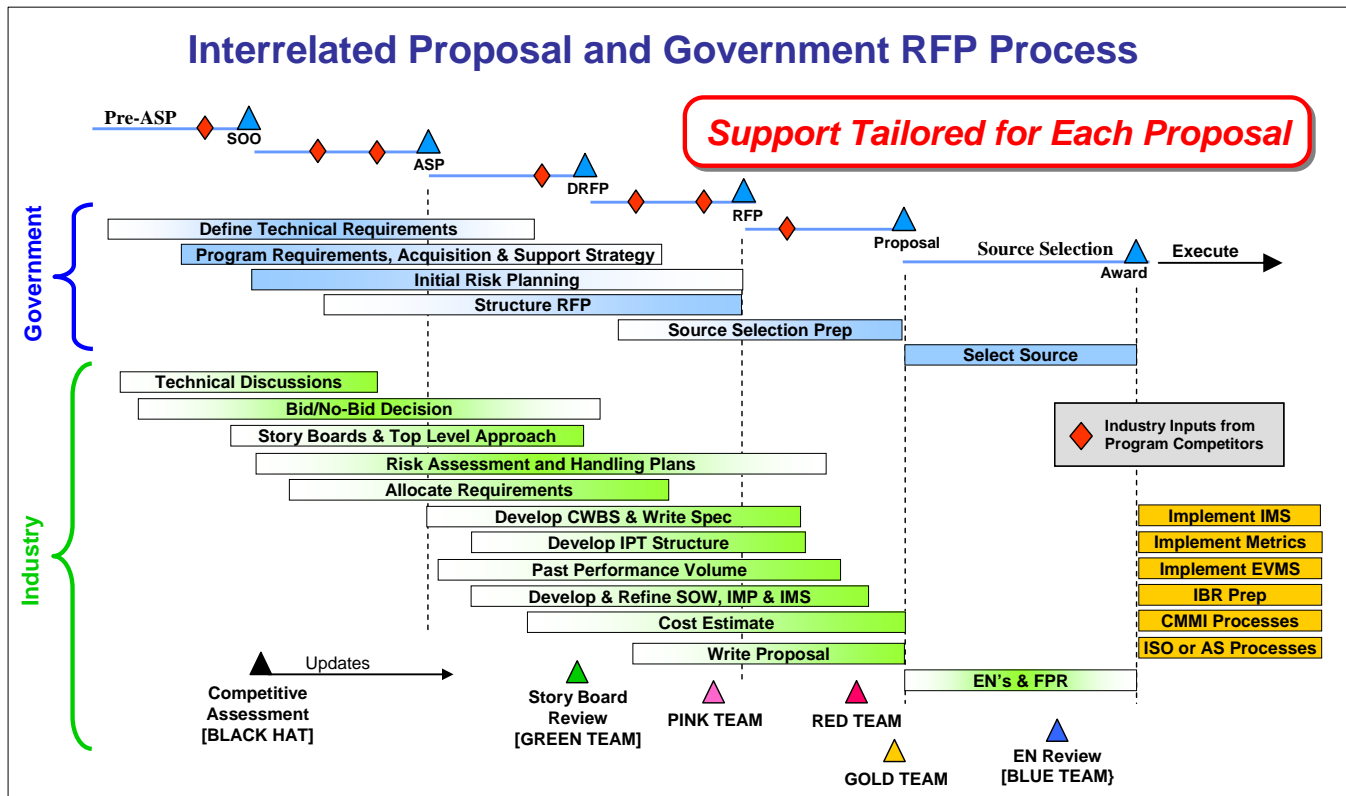 Interrelated Proposal and Government RFP Process
Support Tailored for Each Proposal
Pre-ASP
SOO
ASP
DRFP
RFP
Proposal
Source Selection
Award
Execute
Government
Define Technical Requirements
Program Requirements, Acquisition & Support Strategy
Initial Risk Planning
Structure RFP
Source Selection Prep
Select Source
Industry
Technical Discussions
Bid/No-Bid Decision
Story Boards & Top Level Approach
Risk Assessment and Handling Plans
Allocate Requirements
Develop CWBS & Write Spec
Develop IPT Structure
Past Performance Volume
Develop & Refine SOW, IMP & IMS
Cost Estimate
Write Proposal
EN's & FPR
Industry Inputs from
Program Competitors
Implement IMS
Implement Metrics
Implement EVMS
IBR Prep
CMMI Processes
ISO or AS Processes
Updates
Competitive
Assessment
[BLACK HAT]
Story Board
Review
[GREEN TEAM]
PINK TEAM
RED TEAM
GOLD TEAM
EN Review
[BLUE TEAM}